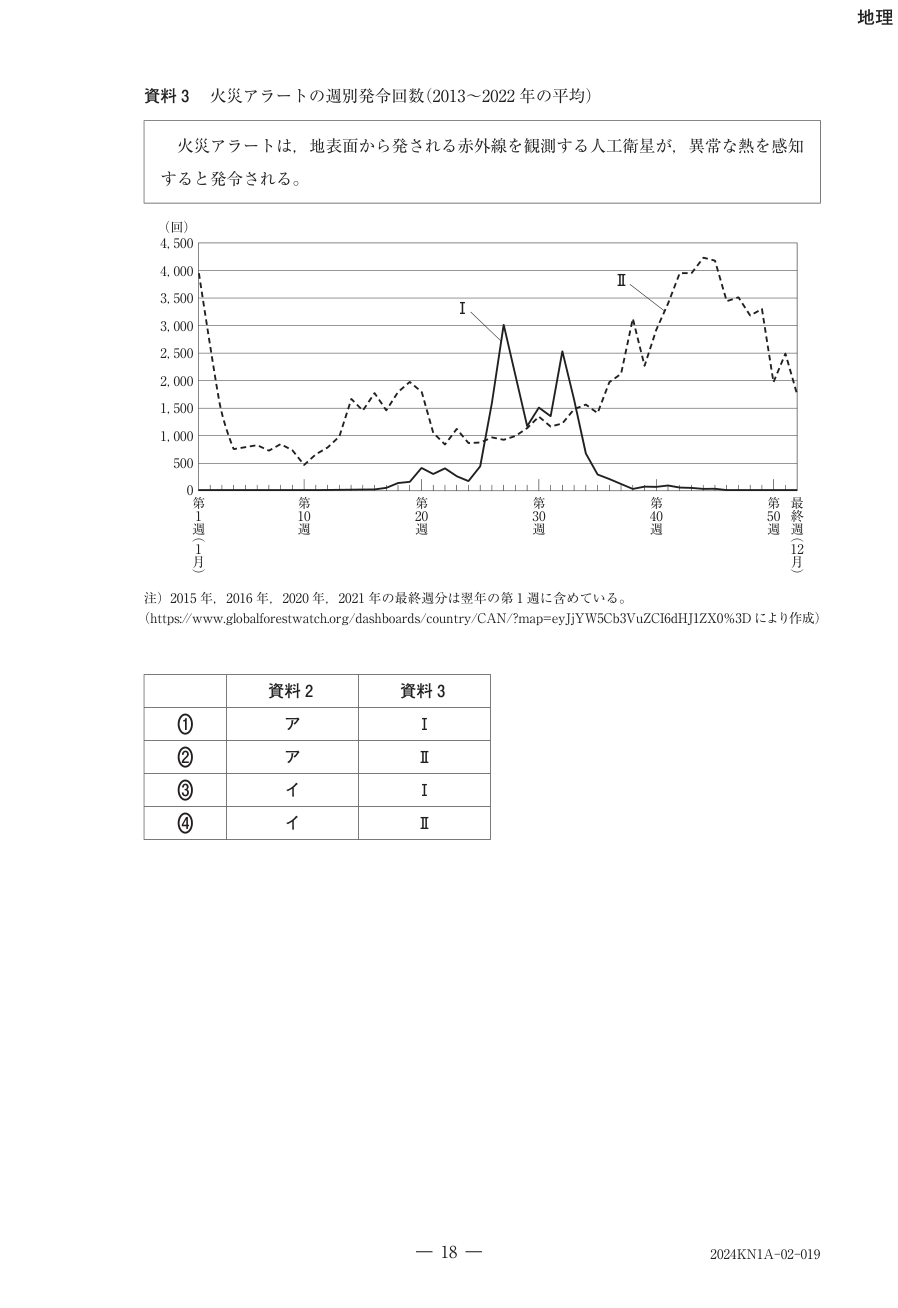 地理
資料3 火災アラートの週別発令回数(2013〜2022年の平均)
火災アラートは，地表面から発される赤外線を観測する人工衛星が，異常な熱を感知
すると発令される。
(回)
4,500
4,000
3,500
3,000
2,500
2,000
1,500
1,000
500
0
Ⅰ
Ⅱ
第1週(1月)
第10週
第20週
第30週
第40週
第50週
最終週(12月)
注）2015年，2016年，2020年，2021年の最終週分は翌年の第1週に含めている。
(https://www.globalforestwatch.org/dashboards/country/CAN/?map=eyJjYW5Cb3VuZCI6dHJ1ZX0%3Dにより作成)
資料2 資料3
① ア Ⅰ
② ア Ⅱ
③ イ Ⅰ
④ イ Ⅱ
— 18 —
2024KN1A-02-019